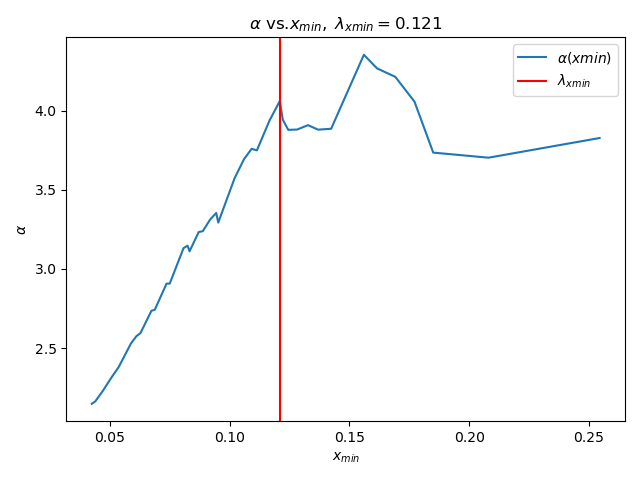 α vs.x_min, λ_xmin = 0.121
α(xmin)
λ_xmin
4.0
3.5
3.0
2.5
α
0.05 0.10 0.15 0.20 0.25
x_min